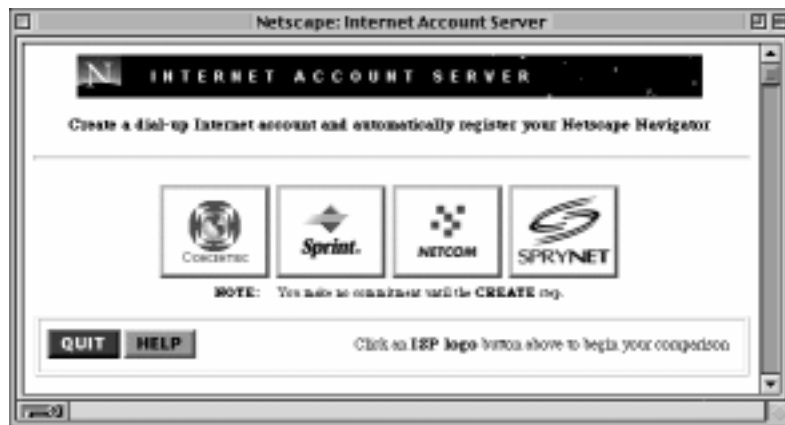 Netscape: Internet Account Server
N INTERNET ACCOUNT SERVER
Create a dial-up Internet account and automatically register your Netscape Navigator
CONCENTRIC
Sprint.
NETCOM
SPRYNET
NOTE: You make no commitment until the CREATE step.
QUIT HELP
Click an ISP logo button above to begin your comparison